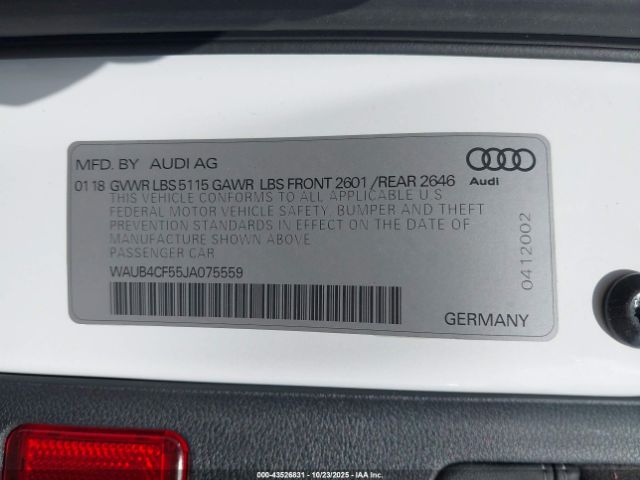 MFD. BY AUDI AG
01 18 GVWR LBS 5115 GAWR LBS FRONT 2601 /REAR 2646
Audi
THIS VEHICLE CONFORMS TO ALL APPLICABLE U S
FEDERAL MOTOR VEHICLE SAFETY, BUMPER AND THEFT
PREVENTION STANDARDS IN EFFECT ON THE DATE OF
MANUFACTURE SHOWN ABOVE
PASSENGER CAR
WAUB4CF55JA075559
0412002
GERMANY
000-43526831 - 10/23/2025 - IAA Inc.